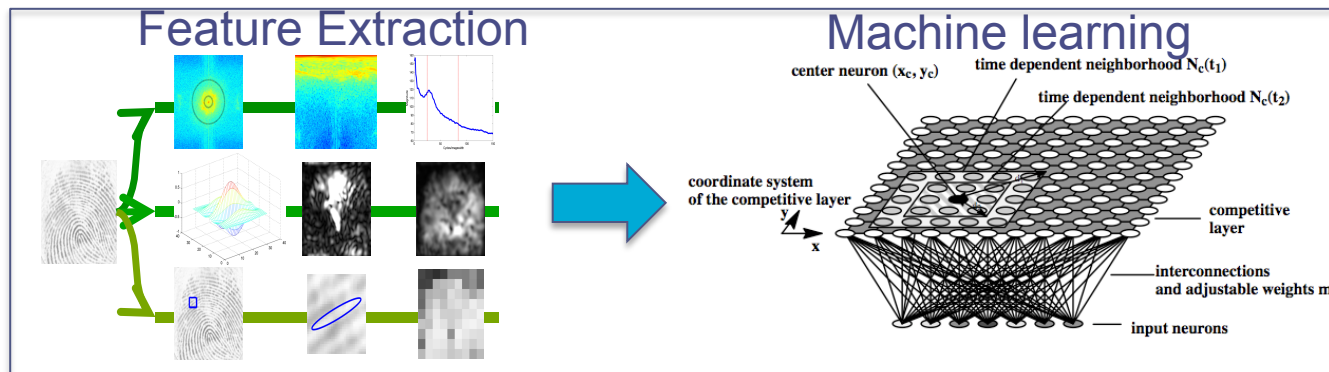 Feature Extraction
Machine learning
center neuron (xc, yc)
time dependent neighborhood Nc(t1)
time dependent neighborhood Nc(t2)
coordinate system
of the competitive layer
y
x
competitive
layer
interconnections
and adjustable weights m
input neurons